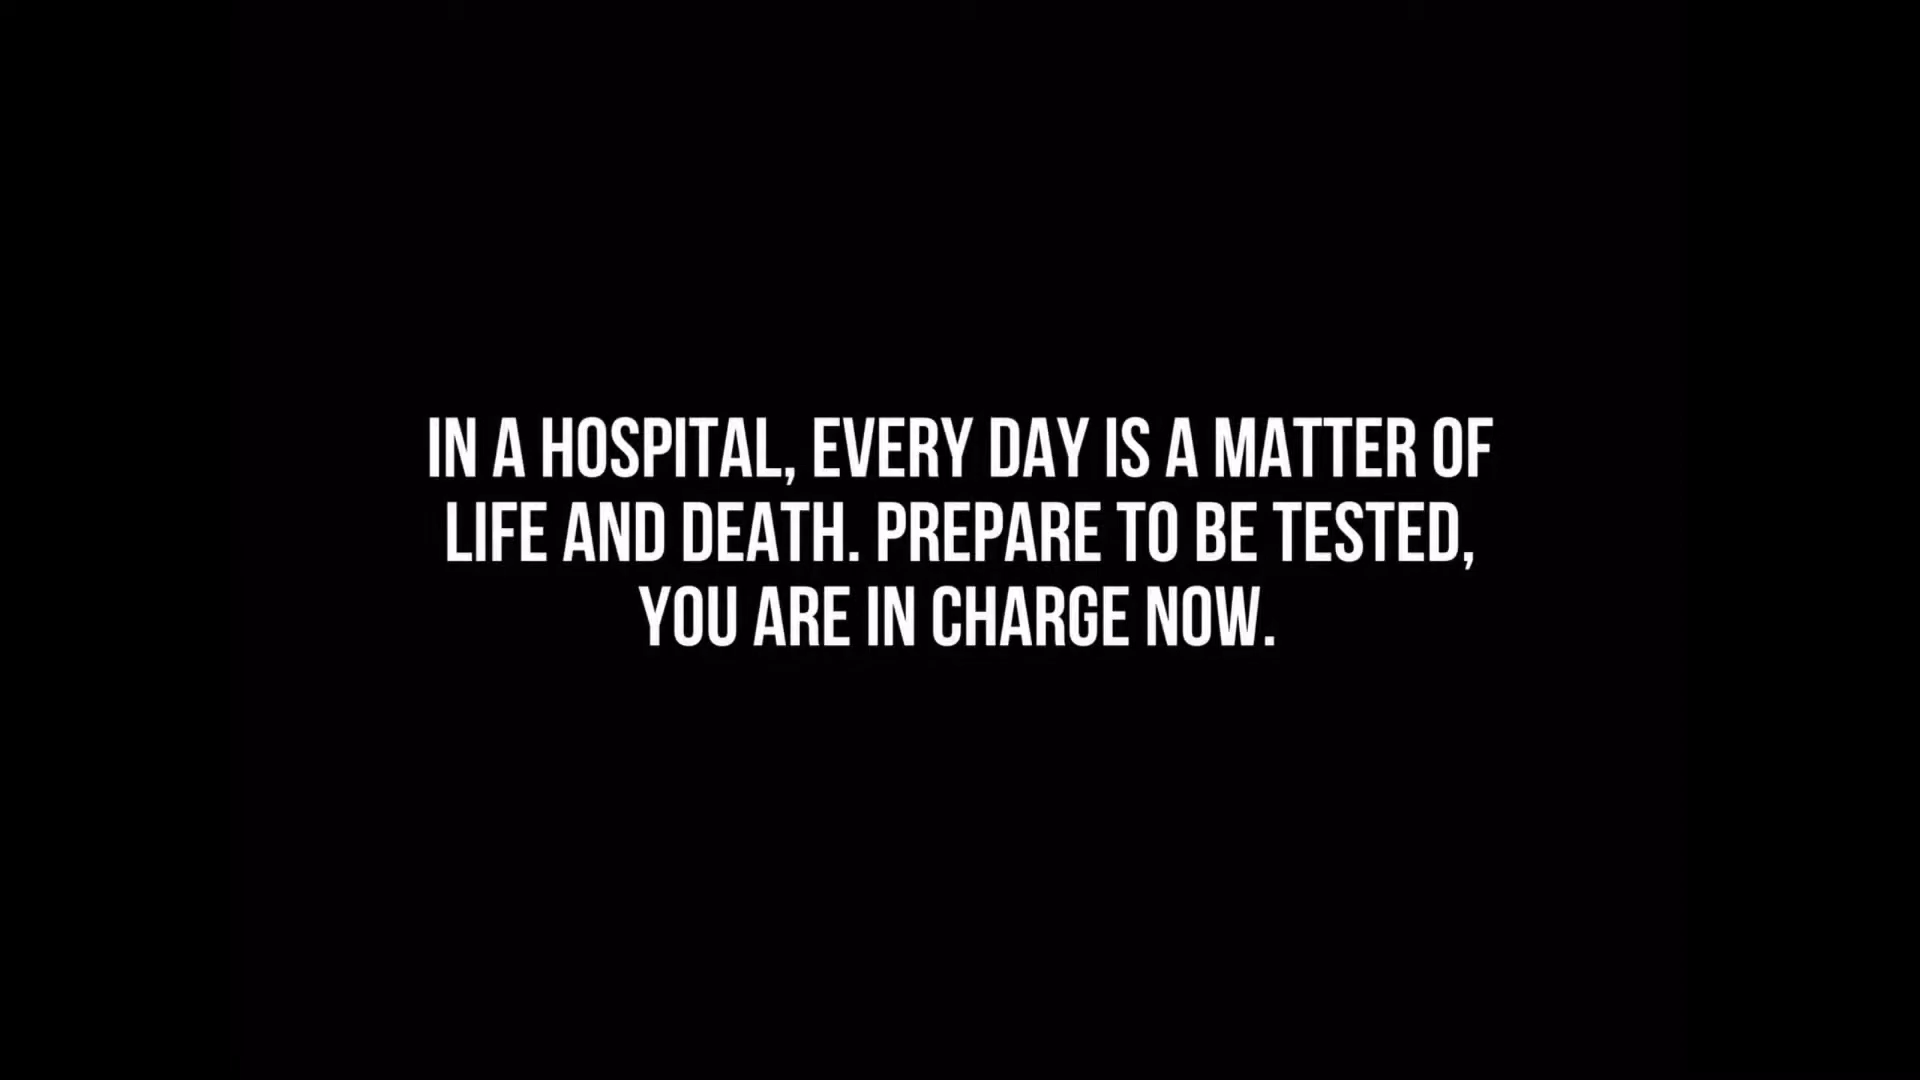 IN A HOSPITAL, EVERY DAY IS A MATTER OF
LIFE AND DEATH. PREPARE TO BE TESTED,
YOU ARE IN CHARGE NOW.